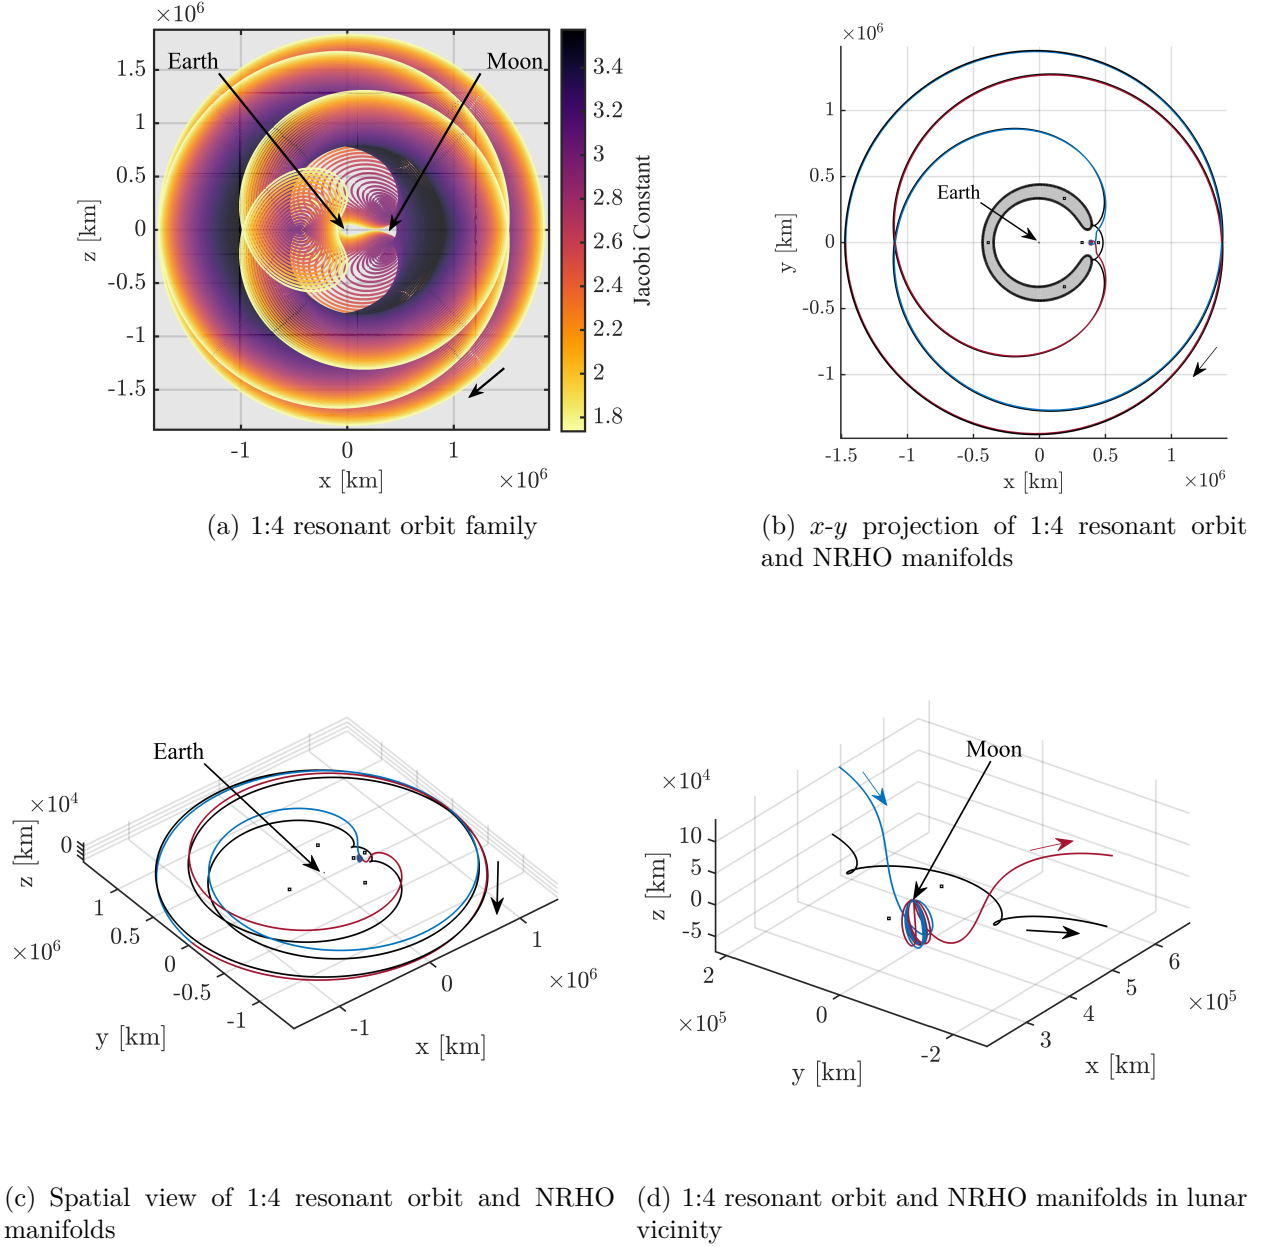 ×10⁶
Earth
Moon
1.5
1
0.5
0
-0.5
-1
-1.5
z [km]
-1
0
1
x [km]
×10⁶
3.4
3.2
3
2.8
2.6
2.4
2.2
2
1.8
Jacobi Constant
(a) 1:4 resonant orbit family
×10⁶
1
0.5
0
-0.5
-1
y [km]
Earth
-1.5
-1
-0.5
0
0.5
1
x [km]
×10⁶
(b) x-y projection of 1:4 resonant orbit
and NRHO manifolds
Earth
×10⁴
0
z [km]
1
0.5
0
-0.5
-1
×10⁶
y [km]
-1
0
1
×10⁶
x [km]
(c) Spatial view of 1:4 resonant orbit and NRHO
manifolds
Moon
×10⁴
10
5
0
-5
z [km]
2
0
-2
×10⁵
y [km]
3
4
5
6
×10⁵
x [km]
(d) 1:4 resonant orbit and NRHO manifolds in lunar
vicinity